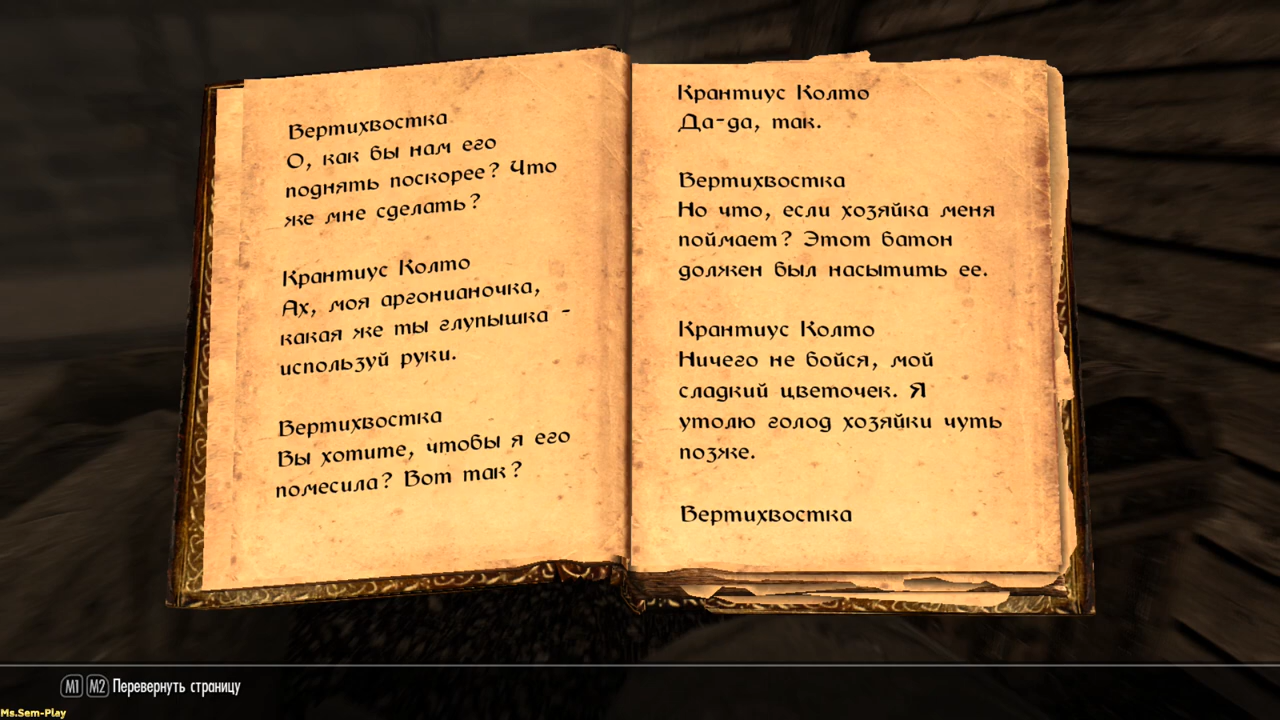 Вертихвостка
О, как бы нам его
поднять поскорее? Что
же мне сделать?
Крантиус Колто
Ах, моя аргонианочка,
какая же ты глупышка -
используй руки.
Вертихвостка
Вы хотите, чтобы я его
помесила? Вот так?
Крантиус Колто
Да-да, так.
Вертихвостка
Но что, если хозяйка меня
поймает? Этот батон
должен был насытить ее.
Крантиус Колто
Ничего не бойся, мой
сладкий цветочек. Я
утолю голод хозяйки чуть
позже.
Вертихвостка
M1 M2 Перевернуть страницу
Ms.Sem-Play